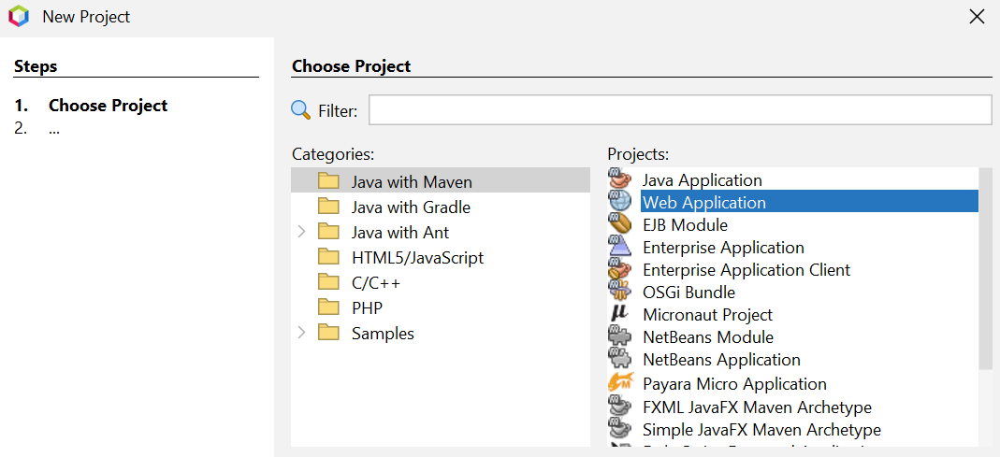 New Project
Steps
1. Choose Project
2. ...
Choose Project
Filter:
Categories:
Java with Maven
Java with Gradle
Java with Ant
HTML5/JavaScript
C/C++
PHP
Samples
Projects:
Java Application
Web Application
EJB Module
Enterprise Application
Enterprise Application Client
OSGi Bundle
Micronaut Project
NetBeans Module
NetBeans Application
Payara Micro Application
FXML JavaFX Maven Archetype
Simple JavaFX Maven Archetype